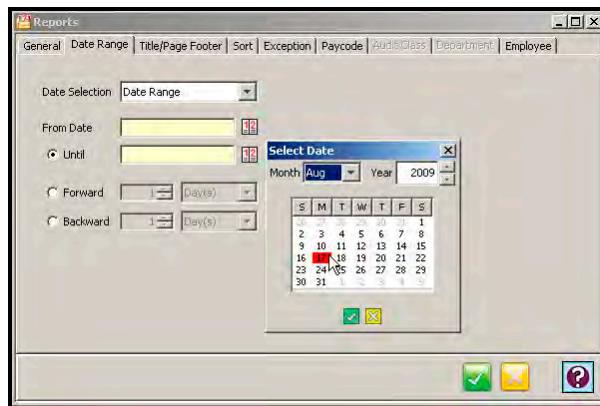 Reports
General Date Range Title/Page Footer Sort Exception Paycode Audit Class Department Employee
Date Selection Date Range
From Date 12
Until 12
Select Date
Month Aug Year 2009
Forward 1 Day(s)
Backward 1 Day(s)
S M T W T F S
26 27 28 29 30 31 1
2 3 4 5 6 7 8
9 10 11 12 13 14 15
16 17 18 19 20 21 22
23 24 25 26 27 28 29
30 31 1 2 3 4 5
?